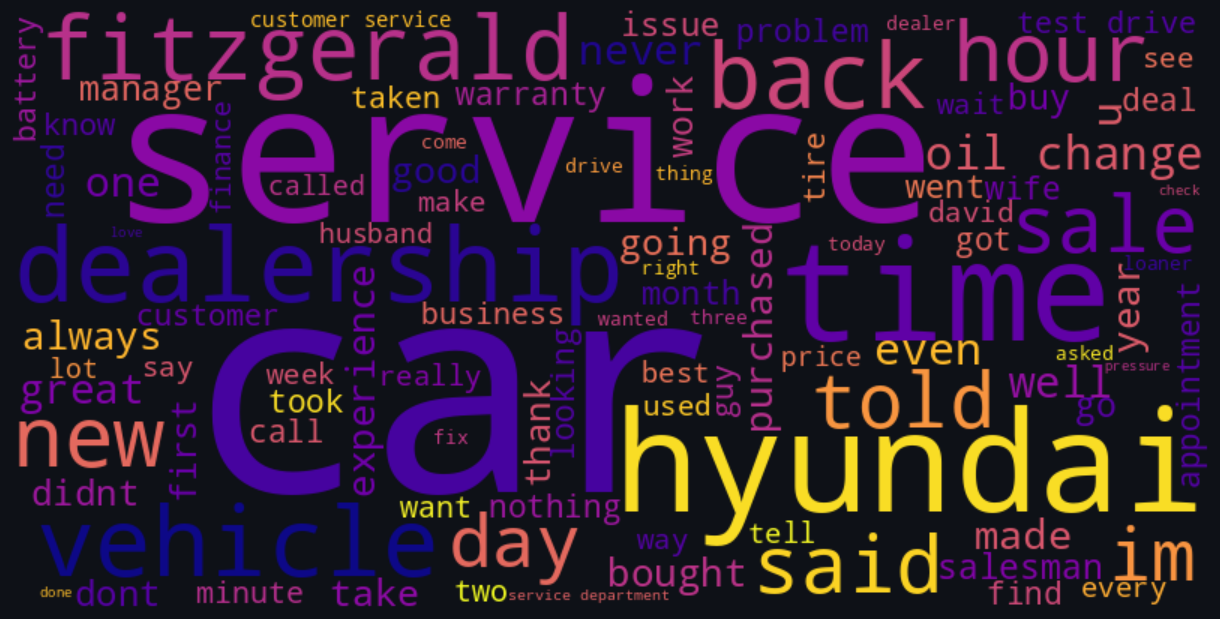 customer service
fitzgerald
issue
never
problem
dealer
hour
test drive
see
battery
manager
taken
warranty
work
back
wait
buy
u
deal
know
finance
service
come
good
drive
thing
tire
oil change
need
one
called
make
went
wife
check
david
sale
husband
love
dealership
going
right
purchased
today
got
time
loaner
month
year
customer
experience
business
wanted
three
appointment
always
car
looking
price
even
asked
pressure
lot
say
week
really
best
guy
great
took
used
told
well
go
new
first
call
fix
thank
hyundai
didnt
want
nothing
vehicle
day
way
tell
said
made
im
salesman
bought
done
dont
minute
take
two
service department
find
every